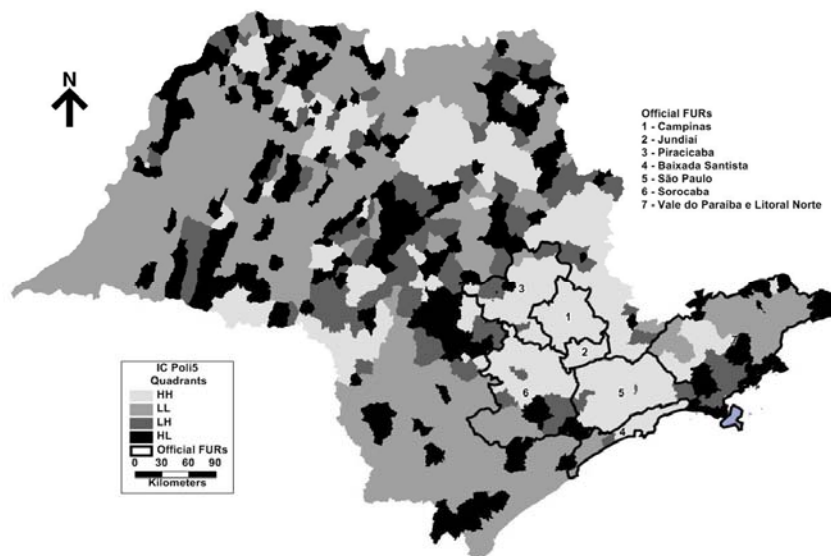 N
Official FURs
1 - Campinas
2 - Jundiaí
3 - Piracicaba
4 - Baixada Santista
5 - São Paulo
6 - Sorocaba
7 - Vale do Paraíba e Litoral Norte
3
1
2
7
5
6
4
IC Poli5
Quadrants
HH
LL
LH
HL
Official FURs
0 30 60 90
Kilometers